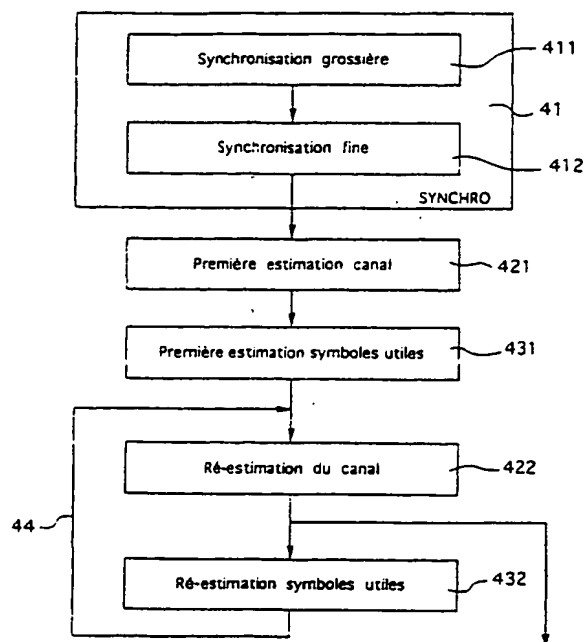 Synchronisation grossière
411
41
Synchronisation fine
412
SYNCHRO
Première estimation canal
421
Première estimation symboles utiles
431
Ré-estimation du canal
422
44
Ré-estimation symboles utiles
432